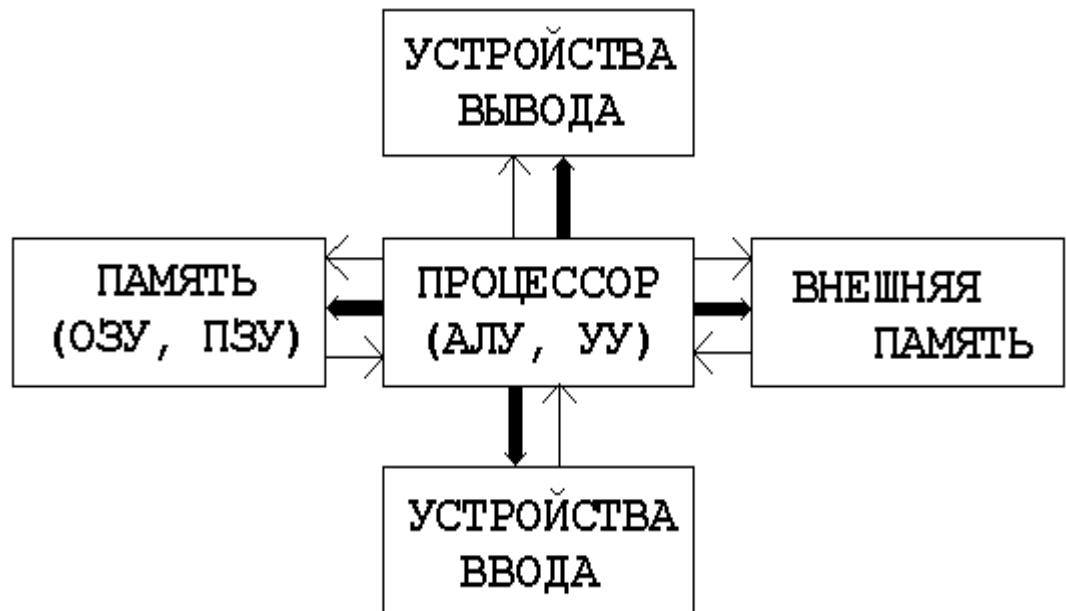 УСТРОЙСТВА
ВЫВОДА
ПАМЯТЬ
(ОЗУ, ПЗУ)
ПРОЦЕССОР
(АЛУ, УУ)
ВНЕШНЯЯ
ПАМЯТЬ
УСТРОЙСТВА
ВВОДА